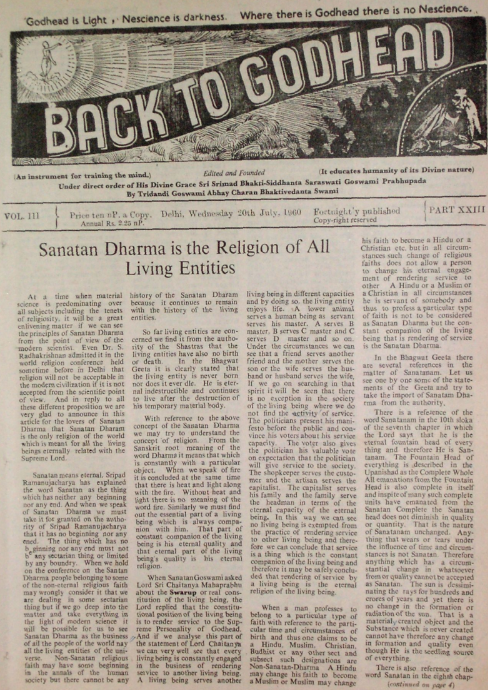 "Godhead is Light, Nescience is darkness. Where there is Godhead there is no Nescience.
BACK TO GODHEAD
(An instrument for training the mind.) Edited and Founded (It educates humanity of its Divine nature)
Under direct order of His Divine Grace Sri Srimad Bhakti-Siddhanta Saraswati Goswami Prabhupada
By Tridandi Goswami Abhay Charan Bhaktivedanta Swami
VOL. III
Price ten nP. a Copy.
Annual Rs. 2.25 nP.
Delhi, Wednesday 20th July, 1960
Fortnightly published
Copy-right reserved
PART XXIII
Sanatan Dharma is the Religion of All
Living Entities
At a time when material
science is predominating over
all subjects including the tenets
of religiosity, it will be a great
enlivening matter if we can see
the principles of Sanatan Dharma
from the point of view of the
modern scientist. Even Dr. S.
Radhakrishnan admitted it in the
world religion conference held
sometime before in Delhi that
religion will not be acceptable in
the modern civilization if it is not
accepted from the scientific point
of view. And in reply to all
these different proposition we are
very glad to announce in this
article for the lovers of Sanatan
Dharma that Sanatan Dharam
is the only religion of the world
which is meant for all the living
beings eternally related with the
Supreme Lord.
Sanatan means eternal. Sripad
Ramanujacharya has explained
the word Sanatan as the thing
which has neither any beginning
nor any end. And when we speak
of Sanatan Dharma we must
take it for granted on the autho-
rity of Sripad Ramanujacharya
that it has no beginning nor any
end. The thing which has no
beginning nor end must not
be any sectarian thing or limited
by any boundary. When we hold
on the conference on the Sanatan
Dharma people belonging to some
of the non-eternal religious faith
may wrongly consider it that we
are dealing in some sectarian
thing but if we go deep into the
matter and take everything in
the light of modern science it
will be possible for us to see
Sanatan Dharma as the business
of all the people of the world nay
all the living entities of the uni-
verse. Non-Sanatan religious
faith may have some beginning
in the annals of the human
society but there cannot be any
history of the Sanatan Dharam
because it continues to remain
with the history of the living
entities.
So far living entities are con-
cerned we find it from the autho-
rity of the Shastras that the
living entities have also no birth
or death. In the Bhagwat
Geeta it is clearly stated that
the living entity is never born
nor does it ever die. He is eter-
nal indestructible and continues
to live after the destruction of
his temporary material body.
With reference to the above
concept of the Sanatan Dharma
we may try to understand the
concept of religion. From the
Sanskrit root meaning of the
word Dharma it means that which
is constantly with a particular
object. When we speak of fire
it is concluded at the same time
that there is heat and light along
with the fire. Without heat and
light there is no meaning of the
word fire. Similarly we must find
out the essential part of a living
being which is always compa-
nion with him. That part of
constant companion of the living
being is his eternal quality and
that eternal part of the living
being's quality is his eternal
religion.
When Sanatan Goswami asked
Lord Sri Chaitanya Mahaprabhu
about the Swarup or real cons-
titution of the living being, the
Lord replied that the constitu-
tional position of the living being
is to render service to the Sup-
reme Personality of Godhead.
And if we analyse this part of
the statement of Lord Chaitanya
we can very well see that every
living being is constantly engaged
in the business of rendering
service to another living being.
A living being serves another
living being in different capacities
and by doing so, the living entity
enjoys life. A lower animal
serves a human being as servant
serves his master, A serves B
master, B serves C master and C
serves D master and so on.
Under the circumstances we can
see that a friend serves another
friend and the mother serves the
son or the wife serves the hus-
band or husband serves the wife.
If we go on searching in that
spirit it will be seen that there
is no exception in the society
of the living being where we do
not find the activity of service.
The politicians present his mani-
festo before the public and con-
vince his voters about his service
capacity. The voter also gives
the politician his valuable vote
on expectation that the politician
will give service to the society.
The shopkeeper serves the custo-
mer and the artisan serves the
capitalist. The capitalist serves
his family and the family serve
the headman in terms of the
eternal capacity of the eternal
being. In this way we can see
no living being is exempted from
the practice of rendering service
to other living being and there-
fore we can conclude that service
is a thing which is the constant
companion of the living being and
therefore it may be safely conclu-
ded that rendering of service by
a living being is the eternal
religion of the living being.
When a man professes to
belong to a particular type of
faith with reference to the parti-
cular time and circumstances of
birth and thus one claims to be
a Hindu, Muslim, Christian,
Budhist or any other sect and
subsect such designations are
Non-Sanatan-Dharma A Hindu
may change his faith to become
a Muslim or Muslim may change
his faith to become a Hindu or a
Christian etc. but in all circums-
tances such change of religious
faiths does not allow a person
to change his eternal engage-
ment of rendering service to
other A Hindu or a Muslim or
a Christian in all circumstances
he is servant of somebody and
thus to profess a particular type
of faith is not to be considered
as Sanatan Dharma but the con-
stant companion of the living
being that is rendering of service
is the Sanatan Dharma.
In the Bhagwat Geeta there
are several references in the
matter of Sanatanam. Let us
see one by one some of the state-
ments of the Geeta and try to
take the import of Sanatan Dhar-
ma from the authority.
There is a reference of the
word Sanatanam in the 10th sloka
of the seventh chapter in which
the Lord says that he is the
eternal fountain head of every
thing and therefore He is San-
atanam. The Fountain Head of
everything is described in the
Upanishad as the Complete Whole
All emanations from the Fountain
Head is also complete in itself
and inspite of many such complete
units have emanated from the
Sanatan Complete the Sanatan
head does not diminish in quality
or quantity. That is the nature
of Sanatanam unchanged. Any-
thing that wears or tears under
the influence of time and circum-
stances is not Sanatan. Therefore
anything which has a circum-
stantial change in whatsoever
form or quality cannot be accepted
as Sanatan. The sun is dissimi-
nating the rays for hundreds and
crores of years and yet there is
no change in the formation or
radiation of the sun. That is a
material created object and the
Substance which is never created
cannot have therefore any change
in formation and quality even
though He is the seedling source
of everything.
There is also reference of the
word Sanatan in the eighth chap-
(continued on page 4)